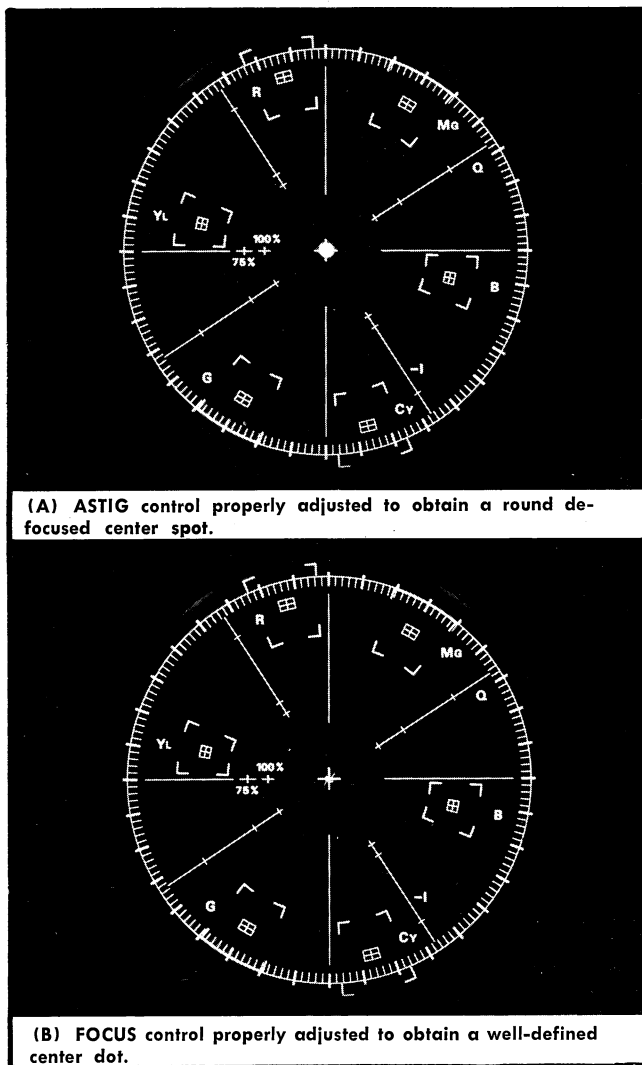 R
MG
Q
YL
100%
75%
B
G
-I
CY
(A) ASTIG control properly adjusted to obtain a round de-
focused center spot.
R
MG
Q
YL
100%
75%
B
G
-I
CY
(B) FOCUS control properly adjusted to obtain a well-defined
center dot.